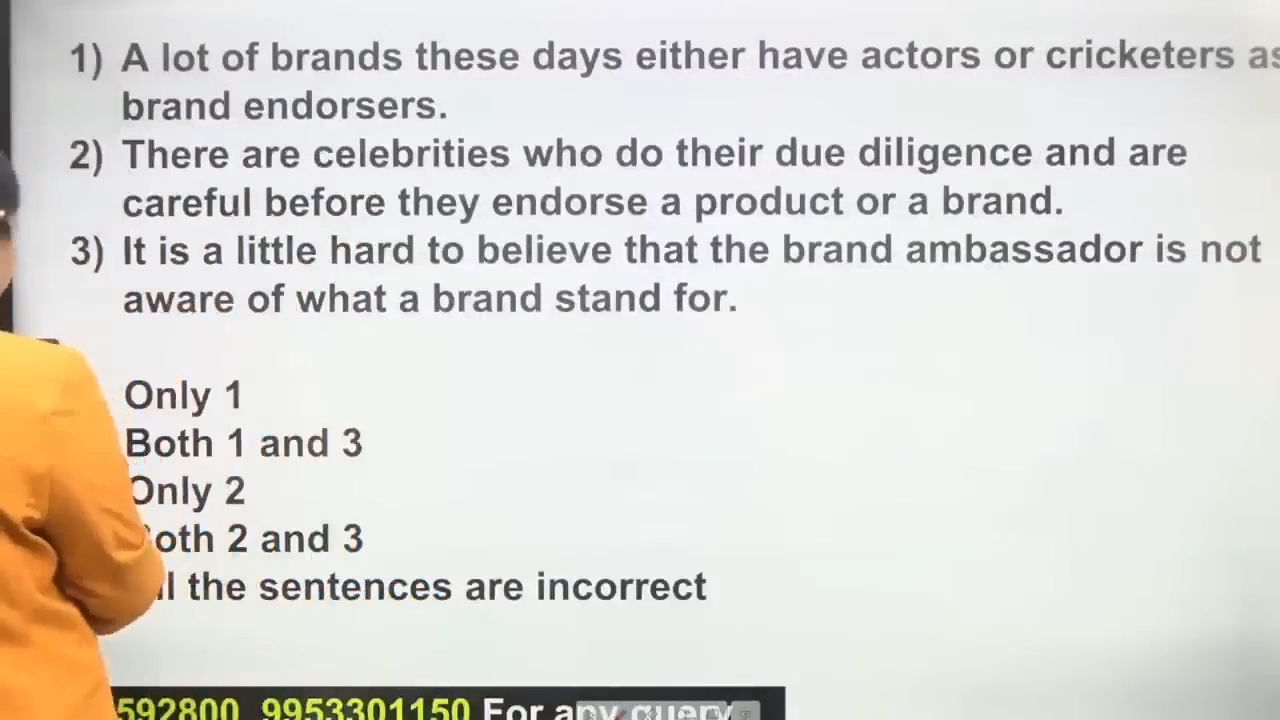 1) A lot of brands these days either have actors or cricketers as
brand endorsers.
2) There are celebrities who do their due diligence and are
careful before they endorse a product or a brand.
3) It is a little hard to believe that the brand ambassador is not
aware of what a brand stand for.
Only 1
Both 1 and 3
Only 2
oth 2 and 3
the sentences are incorrect
592800 9953301150 For any query